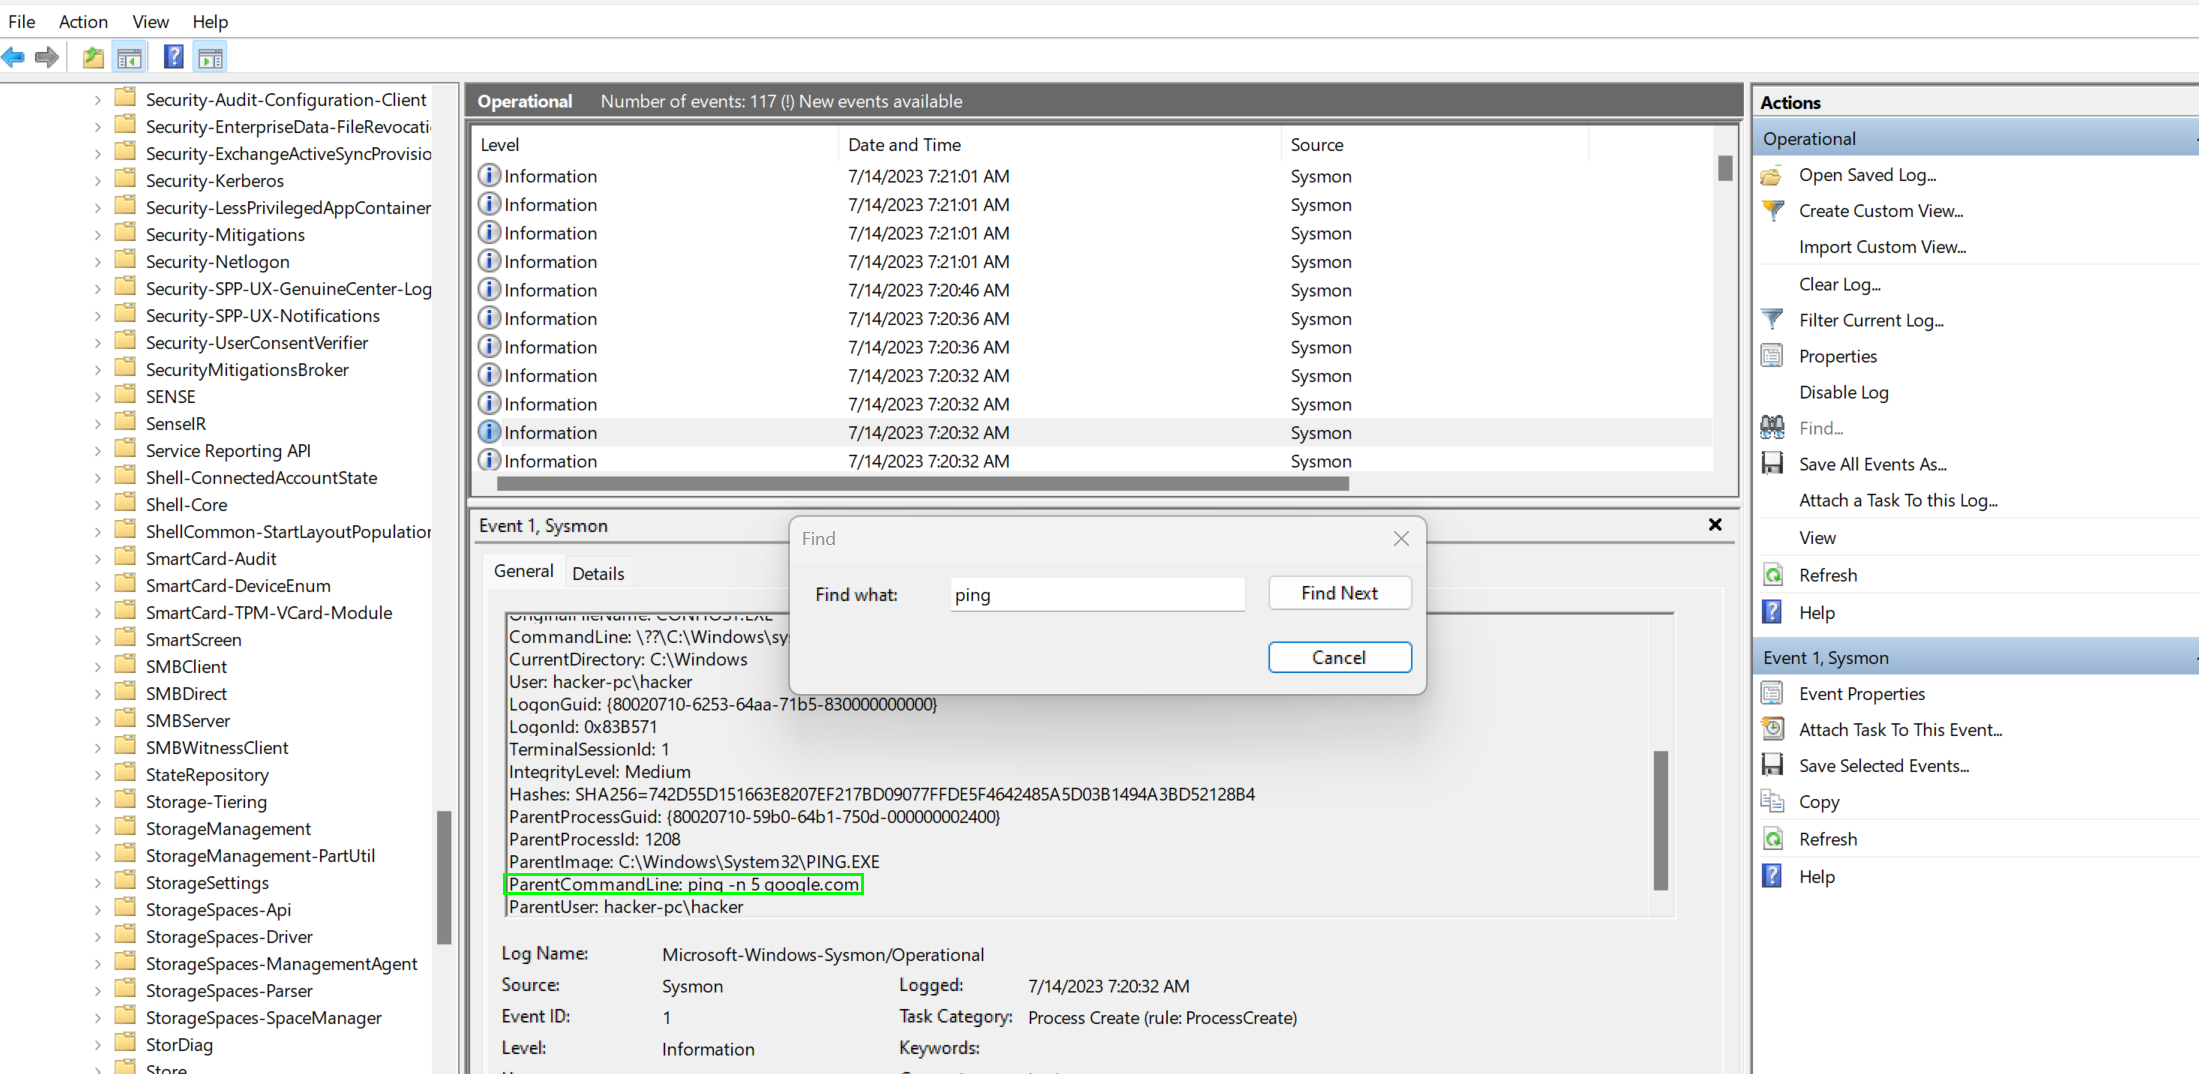 File Action View Help
Security-Audit-Configuration-Client
Security-EnterpriseData-FileRevocati
Security-ExchangeActiveSyncProvisio
Security-Kerberos
Security-LessPrivilegedAppContainer
Security-Mitigations
Security-Netlogon
Security-SPP-UX-GenuineCenter-Log
Security-SPP-UX-Notifications
Security-UserConsentVerifier
SecurityMitigationsBroker
SENSE
SenseIR
Service Reporting API
Shell-ConnectedAccountState
Shell-Core
ShellCommon-StartLayoutPopulation
SmartCard-Audit
SmartCard-DeviceEnum
SmartCard-TPM-VCard-Module
SmartScreen
SMBClient
SMBDirect
SMBServer
SMBWitnessClient
StateRepository
Storage-Tiering
StorageManagement
StorageManagement-PartUtil
StorageSettings
StorageSpaces-Api
StorageSpaces-Driver
StorageSpaces-ManagementAgent
StorageSpaces-Parser
StorageSpaces-SpaceManager
StorDiag
Store
Operational Number of events: 117 (!) New events available
Level Date and Time Source
Information 7/14/2023 7:21:01 AM Sysmon
Information 7/14/2023 7:21:01 AM Sysmon
Information 7/14/2023 7:21:01 AM Sysmon
Information 7/14/2023 7:21:01 AM Sysmon
Information 7/14/2023 7:20:46 AM Sysmon
Information 7/14/2023 7:20:36 AM Sysmon
Information 7/14/2023 7:20:36 AM Sysmon
Information 7/14/2023 7:20:32 AM Sysmon
Information 7/14/2023 7:20:32 AM Sysmon
Information 7/14/2023 7:20:32 AM Sysmon
Information 7/14/2023 7:20:32 AM Sysmon
Event 1, Sysmon
General Details
Find
Find what: ping Find Next
Cancel
OriginalFileName: CONHOST.EXE
CommandLine: \??\C:\Windows\sy
CurrentDirectory: C:\Windows
User: hacker-pc\hacker
LogonGuid: {80020710-6253-64aa-71b5-830000000000}
LogonId: 0x83B571
TerminalSessionId: 1
IntegrityLevel: Medium
Hashes: SHA256=742D55D151663E8207EF217BD09077FFDE5F4642485A5D03B1494A3BD52128B4
ParentProcessGuid: {80020710-59b0-64b1-750d-000000002400}
ParentProcessId: 1208
ParentImage: C:\Windows\System32\PING.EXE
ParentCommandLine: ping -n 5 google.com
ParentUser: hacker-pc\hacker
Log Name: Microsoft-Windows-Sysmon/Operational
Source: Sysmon Logged: 7/14/2023 7:20:32 AM
Event ID: 1 Task Category: Process Create (rule: ProcessCreate)
Level: Information Keywords:
Actions
Operational
Open Saved Log...
Create Custom View...
Import Custom View...
Clear Log...
Filter Current Log...
Properties
Disable Log
Find...
Save All Events As...
Attach a Task To this Log...
View
Refresh
Help
Event 1, Sysmon
Event Properties
Attach Task To This Event...
Save Selected Events...
Copy
Refresh
Help